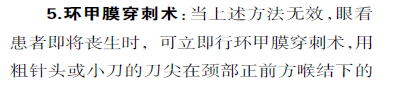 5.环甲膜穿刺术:当上述方法无效,眼看
患者即将丧生时,可立即行环甲膜穿刺术,用
粗针头或小刀的刀尖在颈部正前方喉结下的